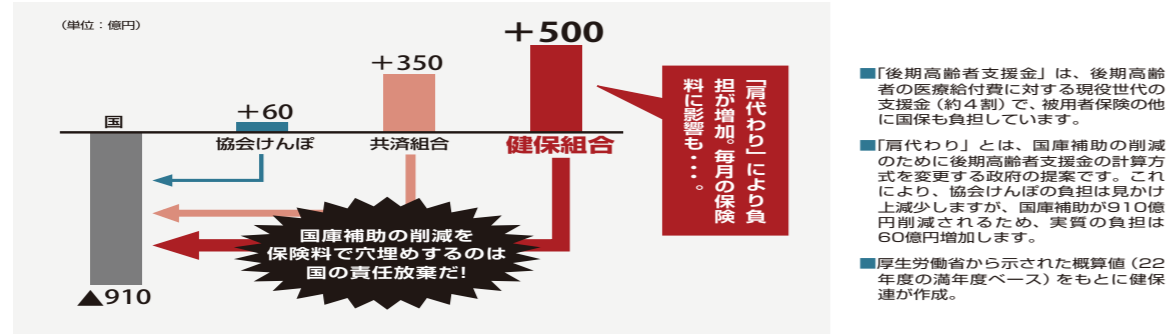 （単位：億円）
＋500
＋350
＋60
国
協会けんぽ
共済組合
健保組合
▲910
国庫補助の削減を
保険料で穴埋めするのは
国の責任放棄だ!
「肩代わり」により負
担が増加。毎月の保険
料に影響も・・・。
■「後期高齢者支援金」は、後期高齢
者の医療給付費に対する現役世代の
支援金（約４割）で、被用者保険の他
に国保も負担しています。
■「肩代わり」とは、国庫補助の削減
のために後期高齢者支援金の計算方
式を変更する政府の提案です。これ
により、協会けんぽの負担は見かけ
上減少しますが、国庫補助が910億
円削減されるため、実質の負担は
60億円増加します。
■厚生労働省から示された概算値（22
年度の満年度ベース）をもとに健保
連が作成。